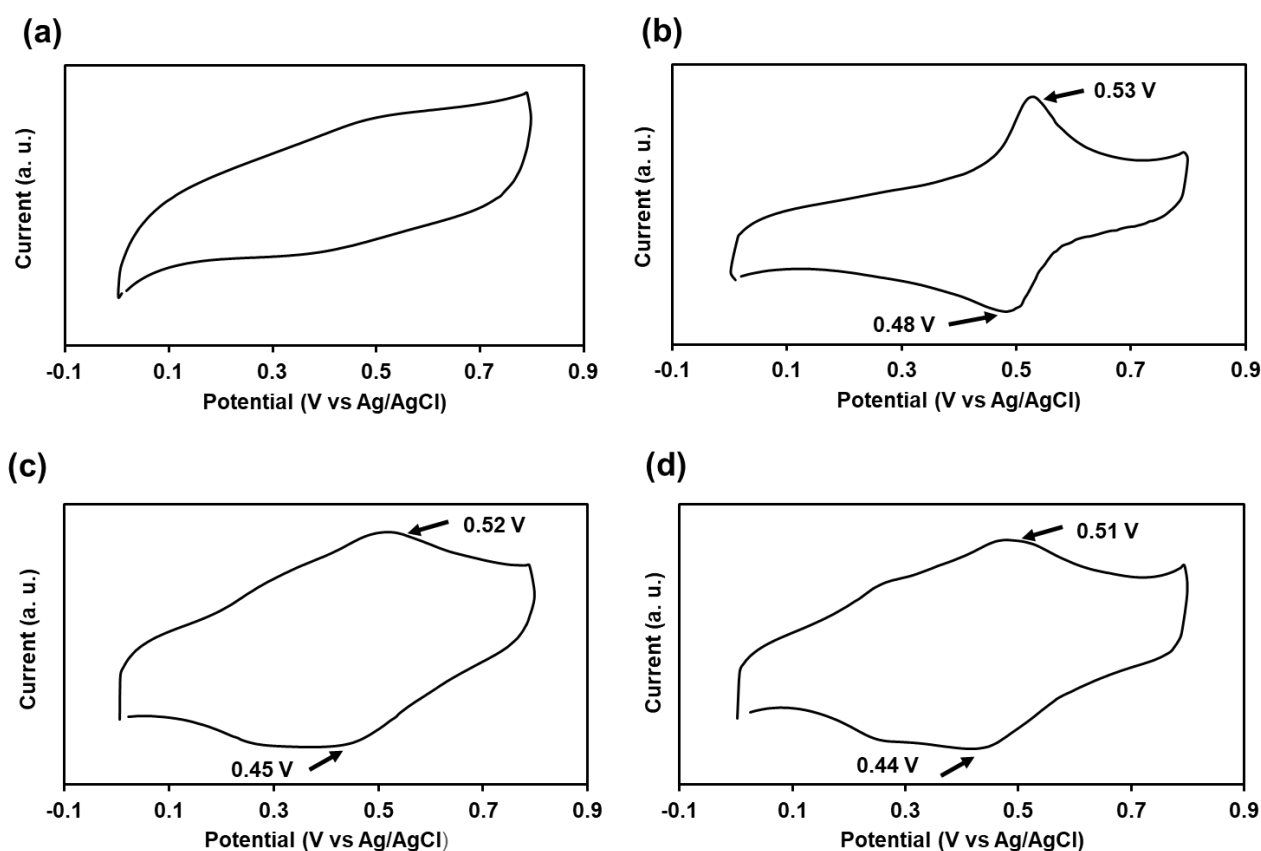 (a)
Current (a. u.)
-0.1 0.1 0.3 0.5 0.7 0.9
Potential (V vs Ag/AgCl)
(b)
0.53 V
0.48 V
Current (a. u.)
-0.1 0.1 0.3 0.5 0.7 0.9
Potential (V vs Ag/AgCl)
(c)
0.52 V
0.45 V
Current (a. u.)
-0.1 0.1 0.3 0.5 0.7 0.9
Potential (V vs Ag/AgCl)
(d)
0.51 V
0.44 V
Current (a. u.)
-0.1 0.1 0.3 0.5 0.7 0.9
Potential (V vs Ag/AgCl)